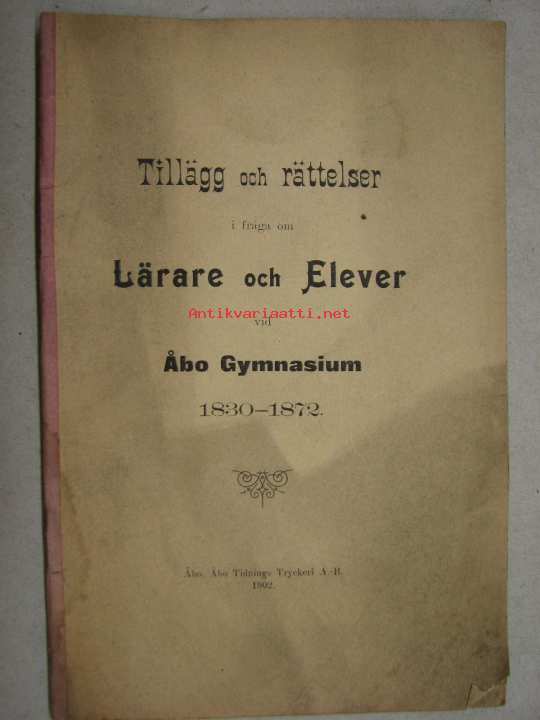 Tillägg och rättelser
i fråga om
Lärare och Elever
Antikvariaatti.net
vid
Åbo Gymnasium
1830–1872.
Åbo, Åbo Tidnings Tryckeri A.-B.
1902.